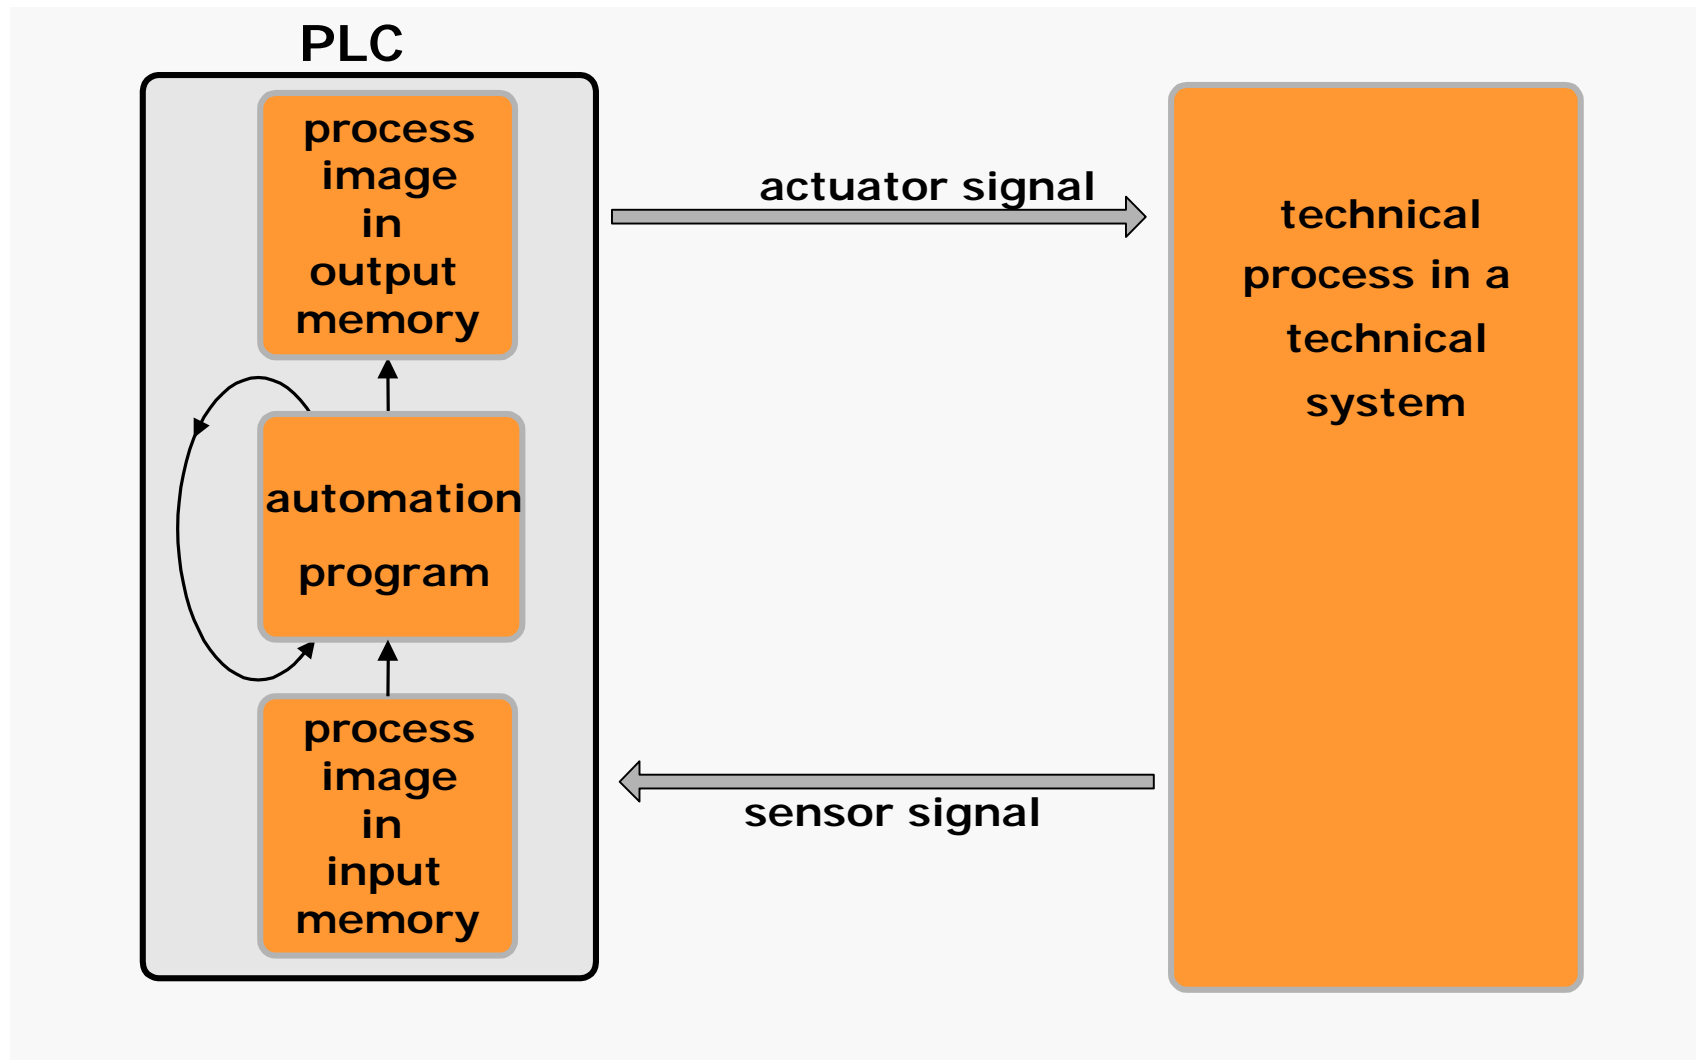 PLC
process
image
in
output
memory
automation
program
process
image
in
input
memory
actuator signal
sensor signal
technical
process in a
technical
system